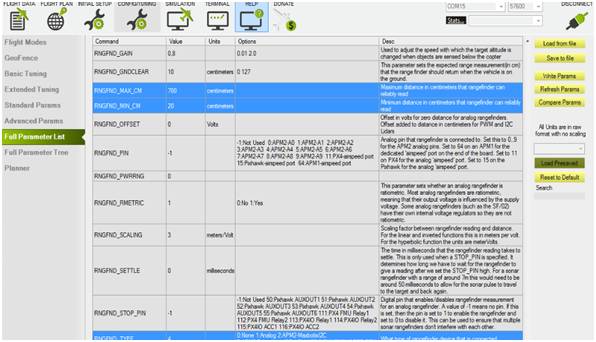 FLIGHT DATA FLIGHT PLAN INITIAL SETUP CONFIG/TUNING SIMULATION TERMINAL HELP DONATE
COM15 57600 DISCONNECT
Stats...
Flight Modes
GeoFence
Basic Tuning
Extended Tuning
Standard Params
Advanced Params
Full Parameter List
Full Parameter Tree
Planner
Command Value Units Options Desc
RNGFND_GAIN 0.8 0.01 2.0 Used to adjust the speed with which the target altitude is
changed when objects are sensed below the copter
RNGFND_GNDCLEAR 10 centimeters 0 127 This parameter sets the expected range measurement(in cm)
that the range finder should return when the vehicle is on
the ground.
RNGFND_MAX_CM 700 centimeters Maximum distance in centimeters that rangefinder can
reliably read
RNGFND_MIN_CM 20 centimeters Minimum distance in centimeters that rangefinder can reliably
read
RNGFND_OFFSET 0 Volts Offset in volts for zero distance for analog rangefinders.
Offset added to distance in centimeters for PWM and I2C
Lidars
RNGFND_PIN -1 -1:Not Used 0:APM2-A0 1:APM2-A1 2:APM2-A2
3:APM2-A3 4:APM2-A4 5:APM2-A5 6:APM2-A6
7:APM2-A7 8:APM2-A8 9:APM2-A9 11:PX4-airspeed port
15:Pixhawk-airspeed port 64:APM1-airspeed port
Analog pin that rangefinder is connected to. Set this to 0..9
for the APM2 analog pins. Set to 64 on an APM1 for the
dedicated 'airspeed' port on the end of the board. Set to 11
on PX4 for the analog 'airspeed' port. Set to 15 on the
Pixhawk for the analog 'airspeed' port.
RNGFND_PWRRNG 0
RNGFND_RMETRIC 1 0:No 1:Yes
This parameter sets whether an analog rangefinder is
ratiometric. Most analog rangefinders are ratiometric,
meaning that their output voltage is influenced by the supply
voltage. Some analog rangefinders (such as the SF/02)
have their own internal voltage regulators so they are not
ratiometric.
RNGFND_SCALING 3 meters/Volt Scaling factor between rangefinder reading and distance.
For the linear and inverted functions this is in meters per volt.
For the hyperbolic function the units are meterVolts.
RNGFND_SETTLE 0 milliseconds
The time in milliseconds that the rangefinder reading takes to
settle. This is only used when a STOP_PIN is specified. It
determines how long we have to wait for the rangefinder to
give a reading after we set the STOP_PIN high. For a sonar
rangefinder with a range of around 7m this would need to be
around 50 milliseconds to allow for the sonar pulse to travel
to the target and back again.
RNGFND_STOP_PIN -1
-1:Not Used 50:Pixhawk AUXOUT1 51:Pixhawk AUXOUT2
52:Pixhawk AUXOUT3 53:Pixhawk AUXOUT4 54:Pixhawk
AUXOUT5 55:Pixhawk AUXOUT6 111:PX4 FMU Relay1
112:PX4 FMU Relay2 113:PX4IO Relay1 114:PX4IO Relay2
115:PX4IO ACC1 116:PX4IO ACC2
Digital pin that enables/disables rangefinder measurement
for an analog rangefinder. A value of -1 means no pin. If this
is set, then the pin is set to 1 to enable the rangefinder and
set to 0 to disable it. This can be used to ensure that multiple
sonar rangefinders don't interfere with each other.
RNGFND_TYPE 4 0:None 1:Analog 2:APM2-MaxbotixI2C What type of rangefinder device that is connected
Load from file
Save to file
Write Params
Refresh Params
Compare Params
All Units are in raw
format with no scaling
Load Presaved
Reset to Default
Search